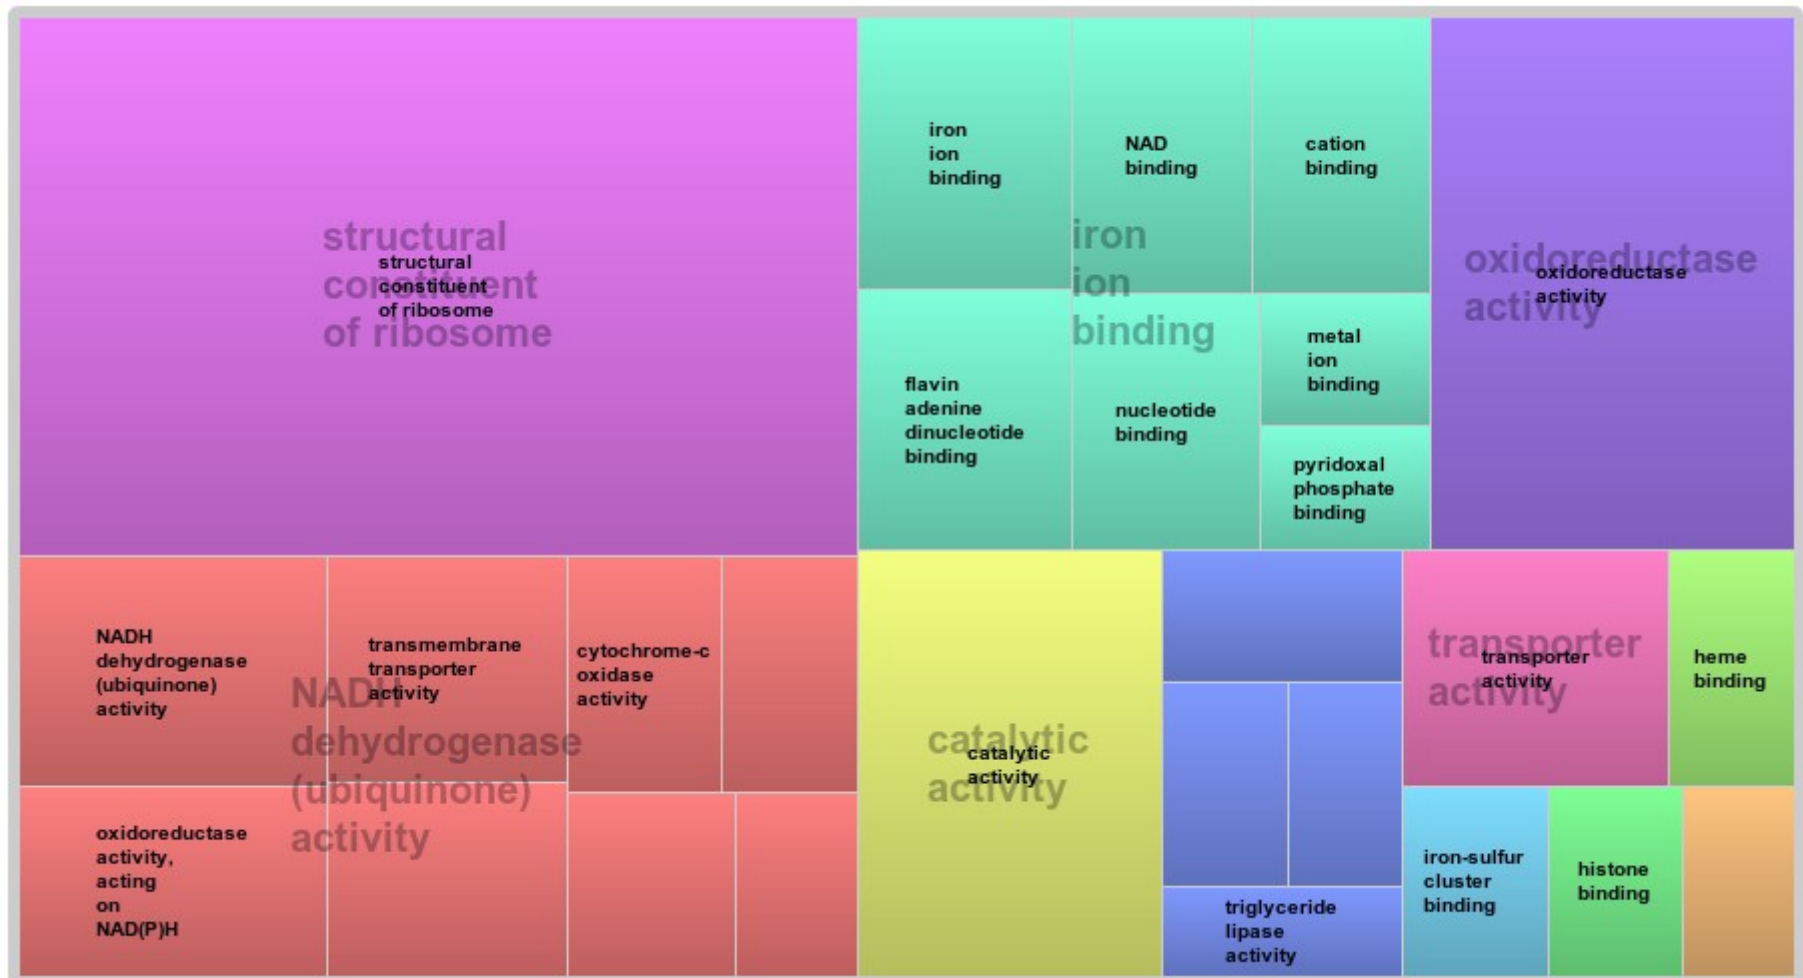 structural
constituent
of ribosome
structural
constituent
of ribosome
iron
ion
binding
NAD
binding
cation
binding
iron
ion
binding
flavin
adenine
dinucleotide
binding
nucleotide
binding
metal
ion
binding
pyridoxal
phosphate
binding
oxidoreductase
activity
oxidoreductase
activity
NADH
dehydrogenase
(ubiquinone)
activity
transmembrane
transporter
activity
cytochrome-c
oxidase
activity
NADH
dehydrogenase
(ubiquinone)
activity
oxidoreductase
activity,
acting
on
NAD(P)H
catalytic
activity
catalytic
activity
triglyceride
lipase
activity
transporter
activity
transporter
activity
heme
binding
iron-sulfur
cluster
binding
histone
binding